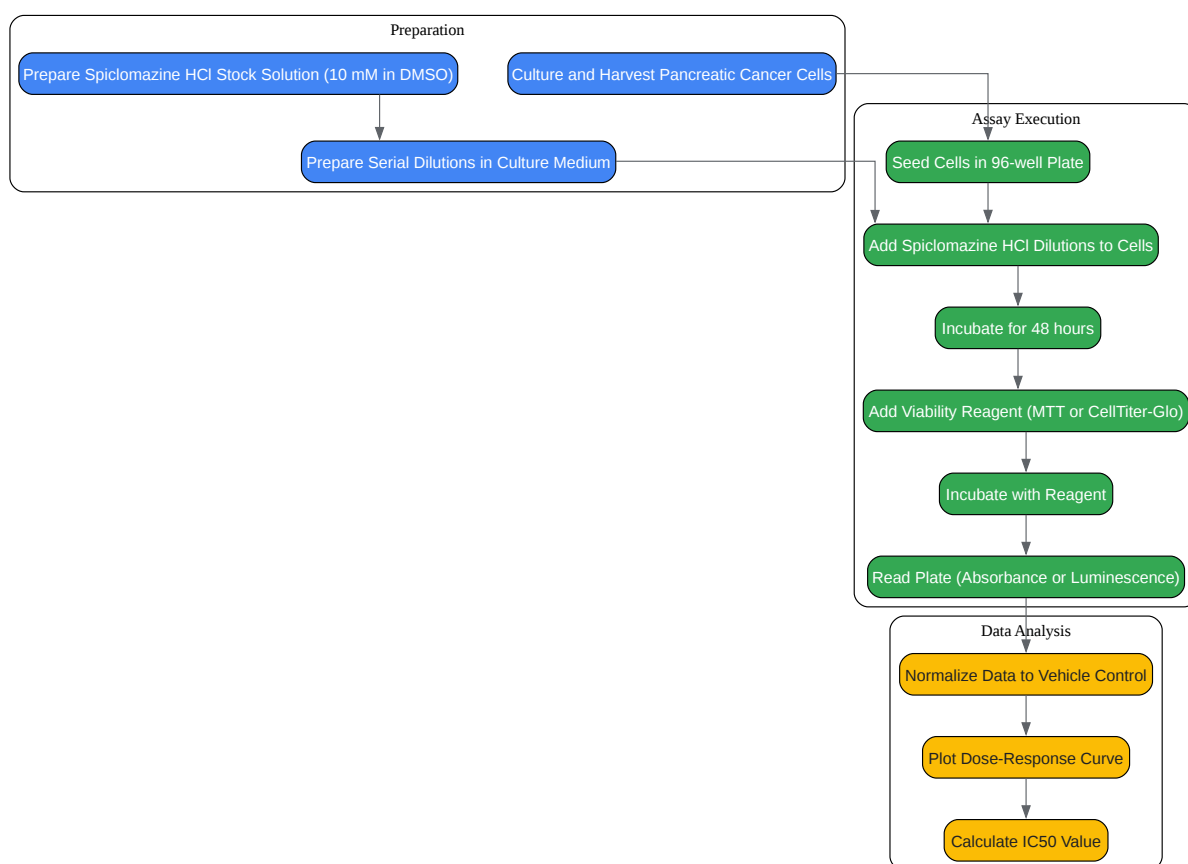 Preparation
Prepare Spiclomazine HCl Stock Solution (10 mM in DMSO)
Culture and Harvest Pancreatic Cancer Cells
Prepare Serial Dilutions in Culture Medium
Assay Execution
Seed Cells in 96-well Plate
Add Spiclomazine HCl Dilutions to Cells
Incubate for 48 hours
Add Viability Reagent (MTT or CellTiter-Glo)
Incubate with Reagent
Read Plate (Absorbance or Luminescence)
Data Analysis
Normalize Data to Vehicle Control
Plot Dose-Response Curve
Calculate IC50 Value